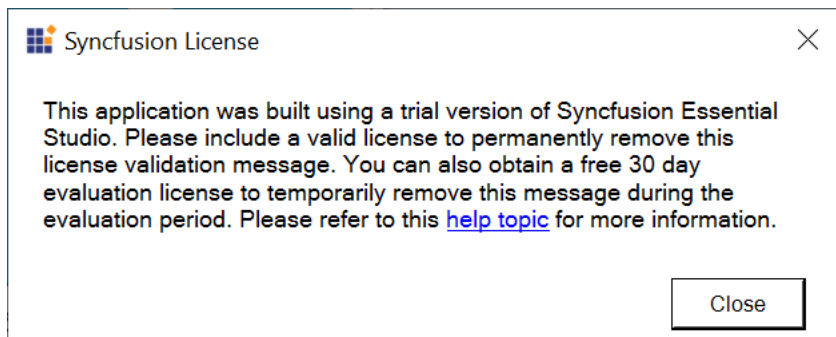 Syncfusion License
This application was built using a trial version of Syncfusion Essential
Studio. Please include a valid license to permanently remove this
license validation message. You can also obtain a free 30 day
evaluation license to temporarily remove this message during the
evaluation period. Please refer to this help topic for more information.
Close